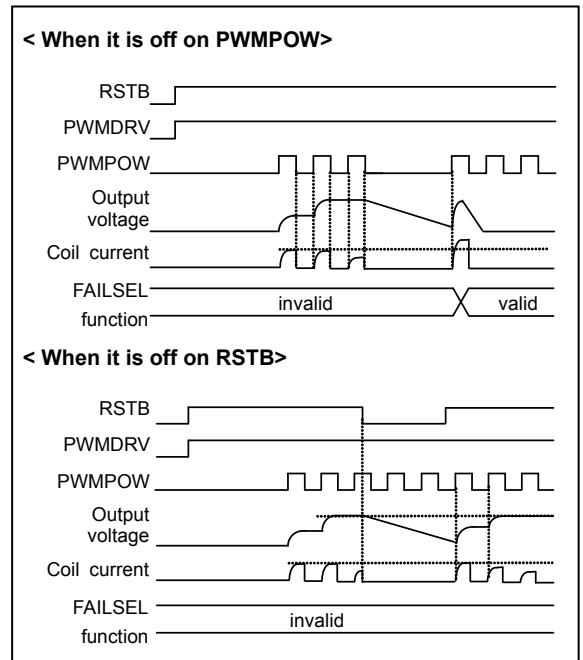 < When it is off on PWMPOW>
RSTB
PWMDRV
PWMPOW
Output
voltage
Coil current
FAILSEL
function
invalid
valid
< When it is off on RSTB>
RSTB
PWMDRV
PWMPOW
Output
voltage
Coil current
FAILSEL
function
invalid